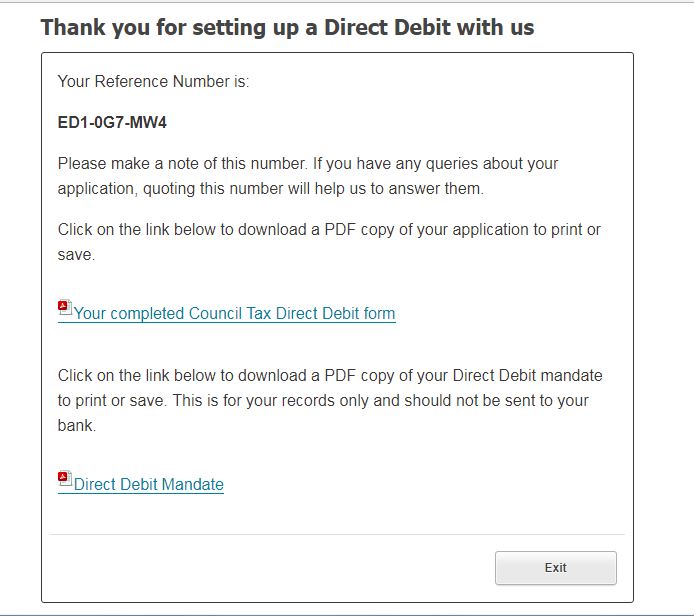 Thank you for setting up a Direct Debit with us
Your Reference Number is:
ED1-0G7-MW4
Please make a note of this number. If you have any queries about your
application, quoting this number will help us to answer them.
Click on the link below to download a PDF copy of your application to print or
save.
Your completed Council Tax Direct Debit form
Click on the link below to download a PDF copy of your Direct Debit mandate
to print or save. This is for your records only and should not be sent to your
bank.
Direct Debit Mandate
Exit